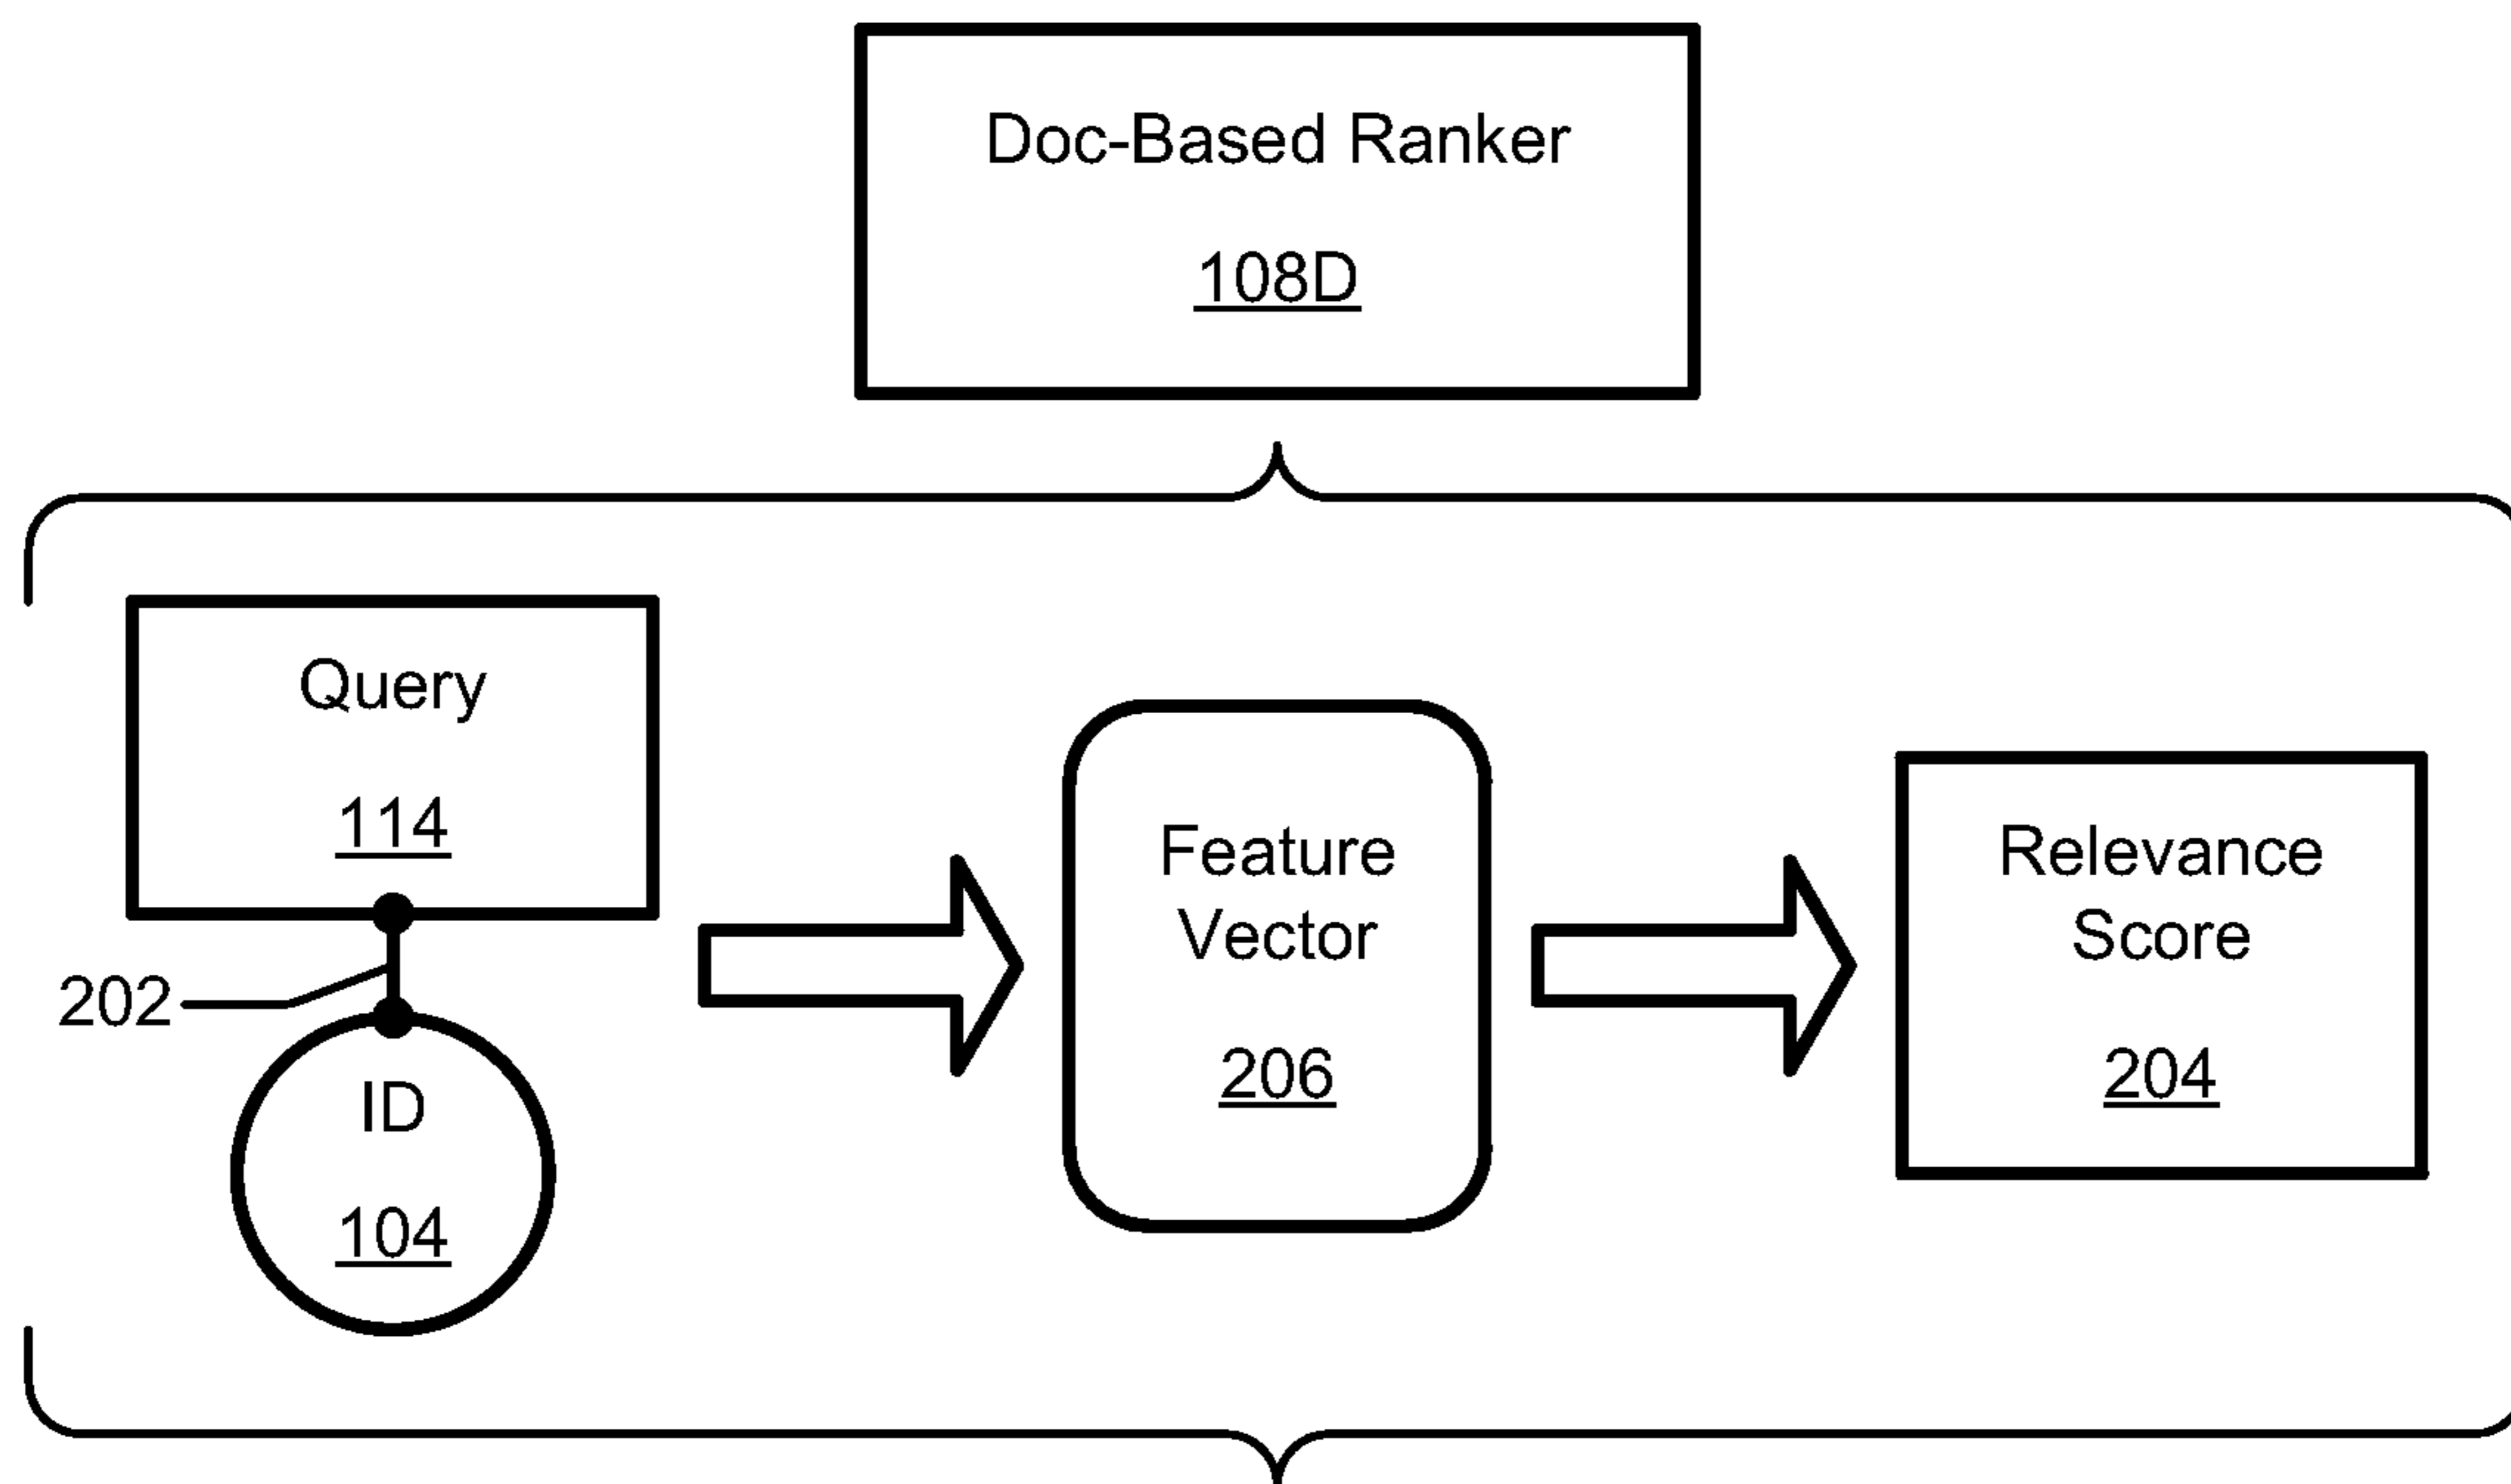 Doc-Based Ranker
108D
Query
114
202
ID
104
Feature
Vector
206
Relevance
Score
204